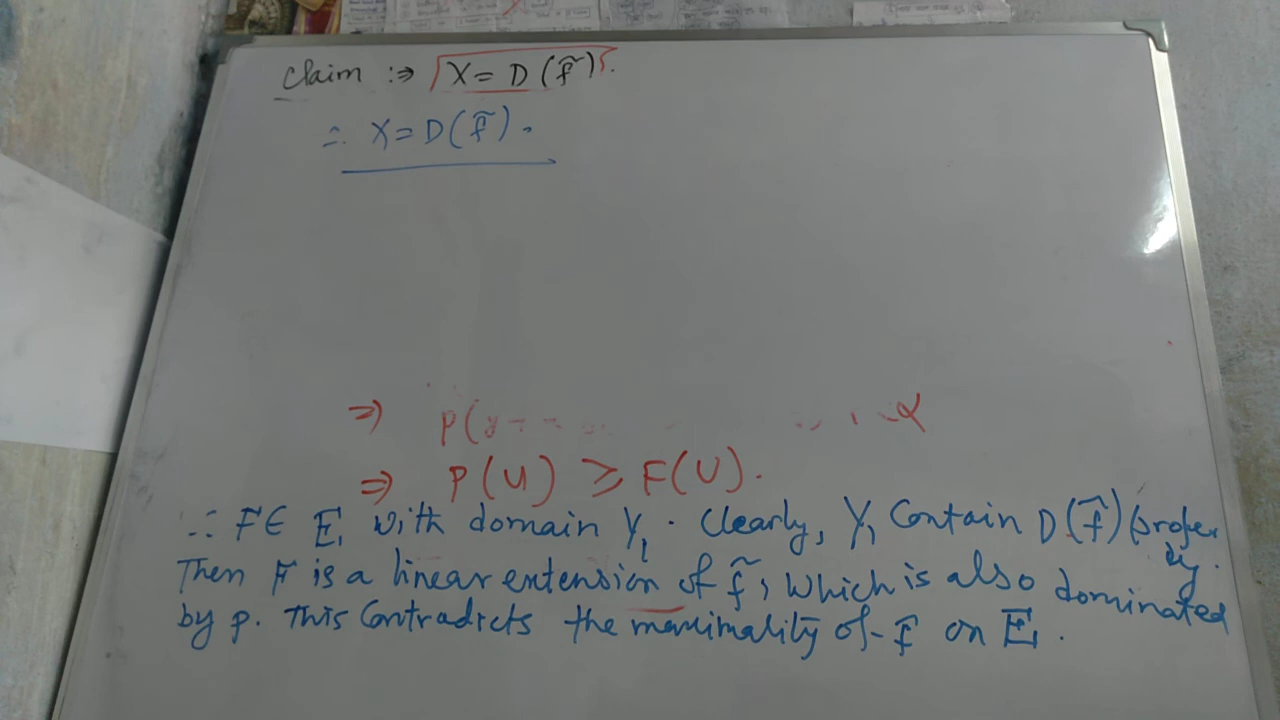 Claim :⇒ X = D(f̃).
∴ X = D(f̃).
⇒ P(y α
⇒ P(U) ≥ F(U).
∴ F ∈ E₁ with domain Y₁. Clearly, Y₁ Contain D(f̃) properly.
Then F is a linear extension of f̃, which is also dominated
by p. This Contradicts the maximality of f̃ on E₁.